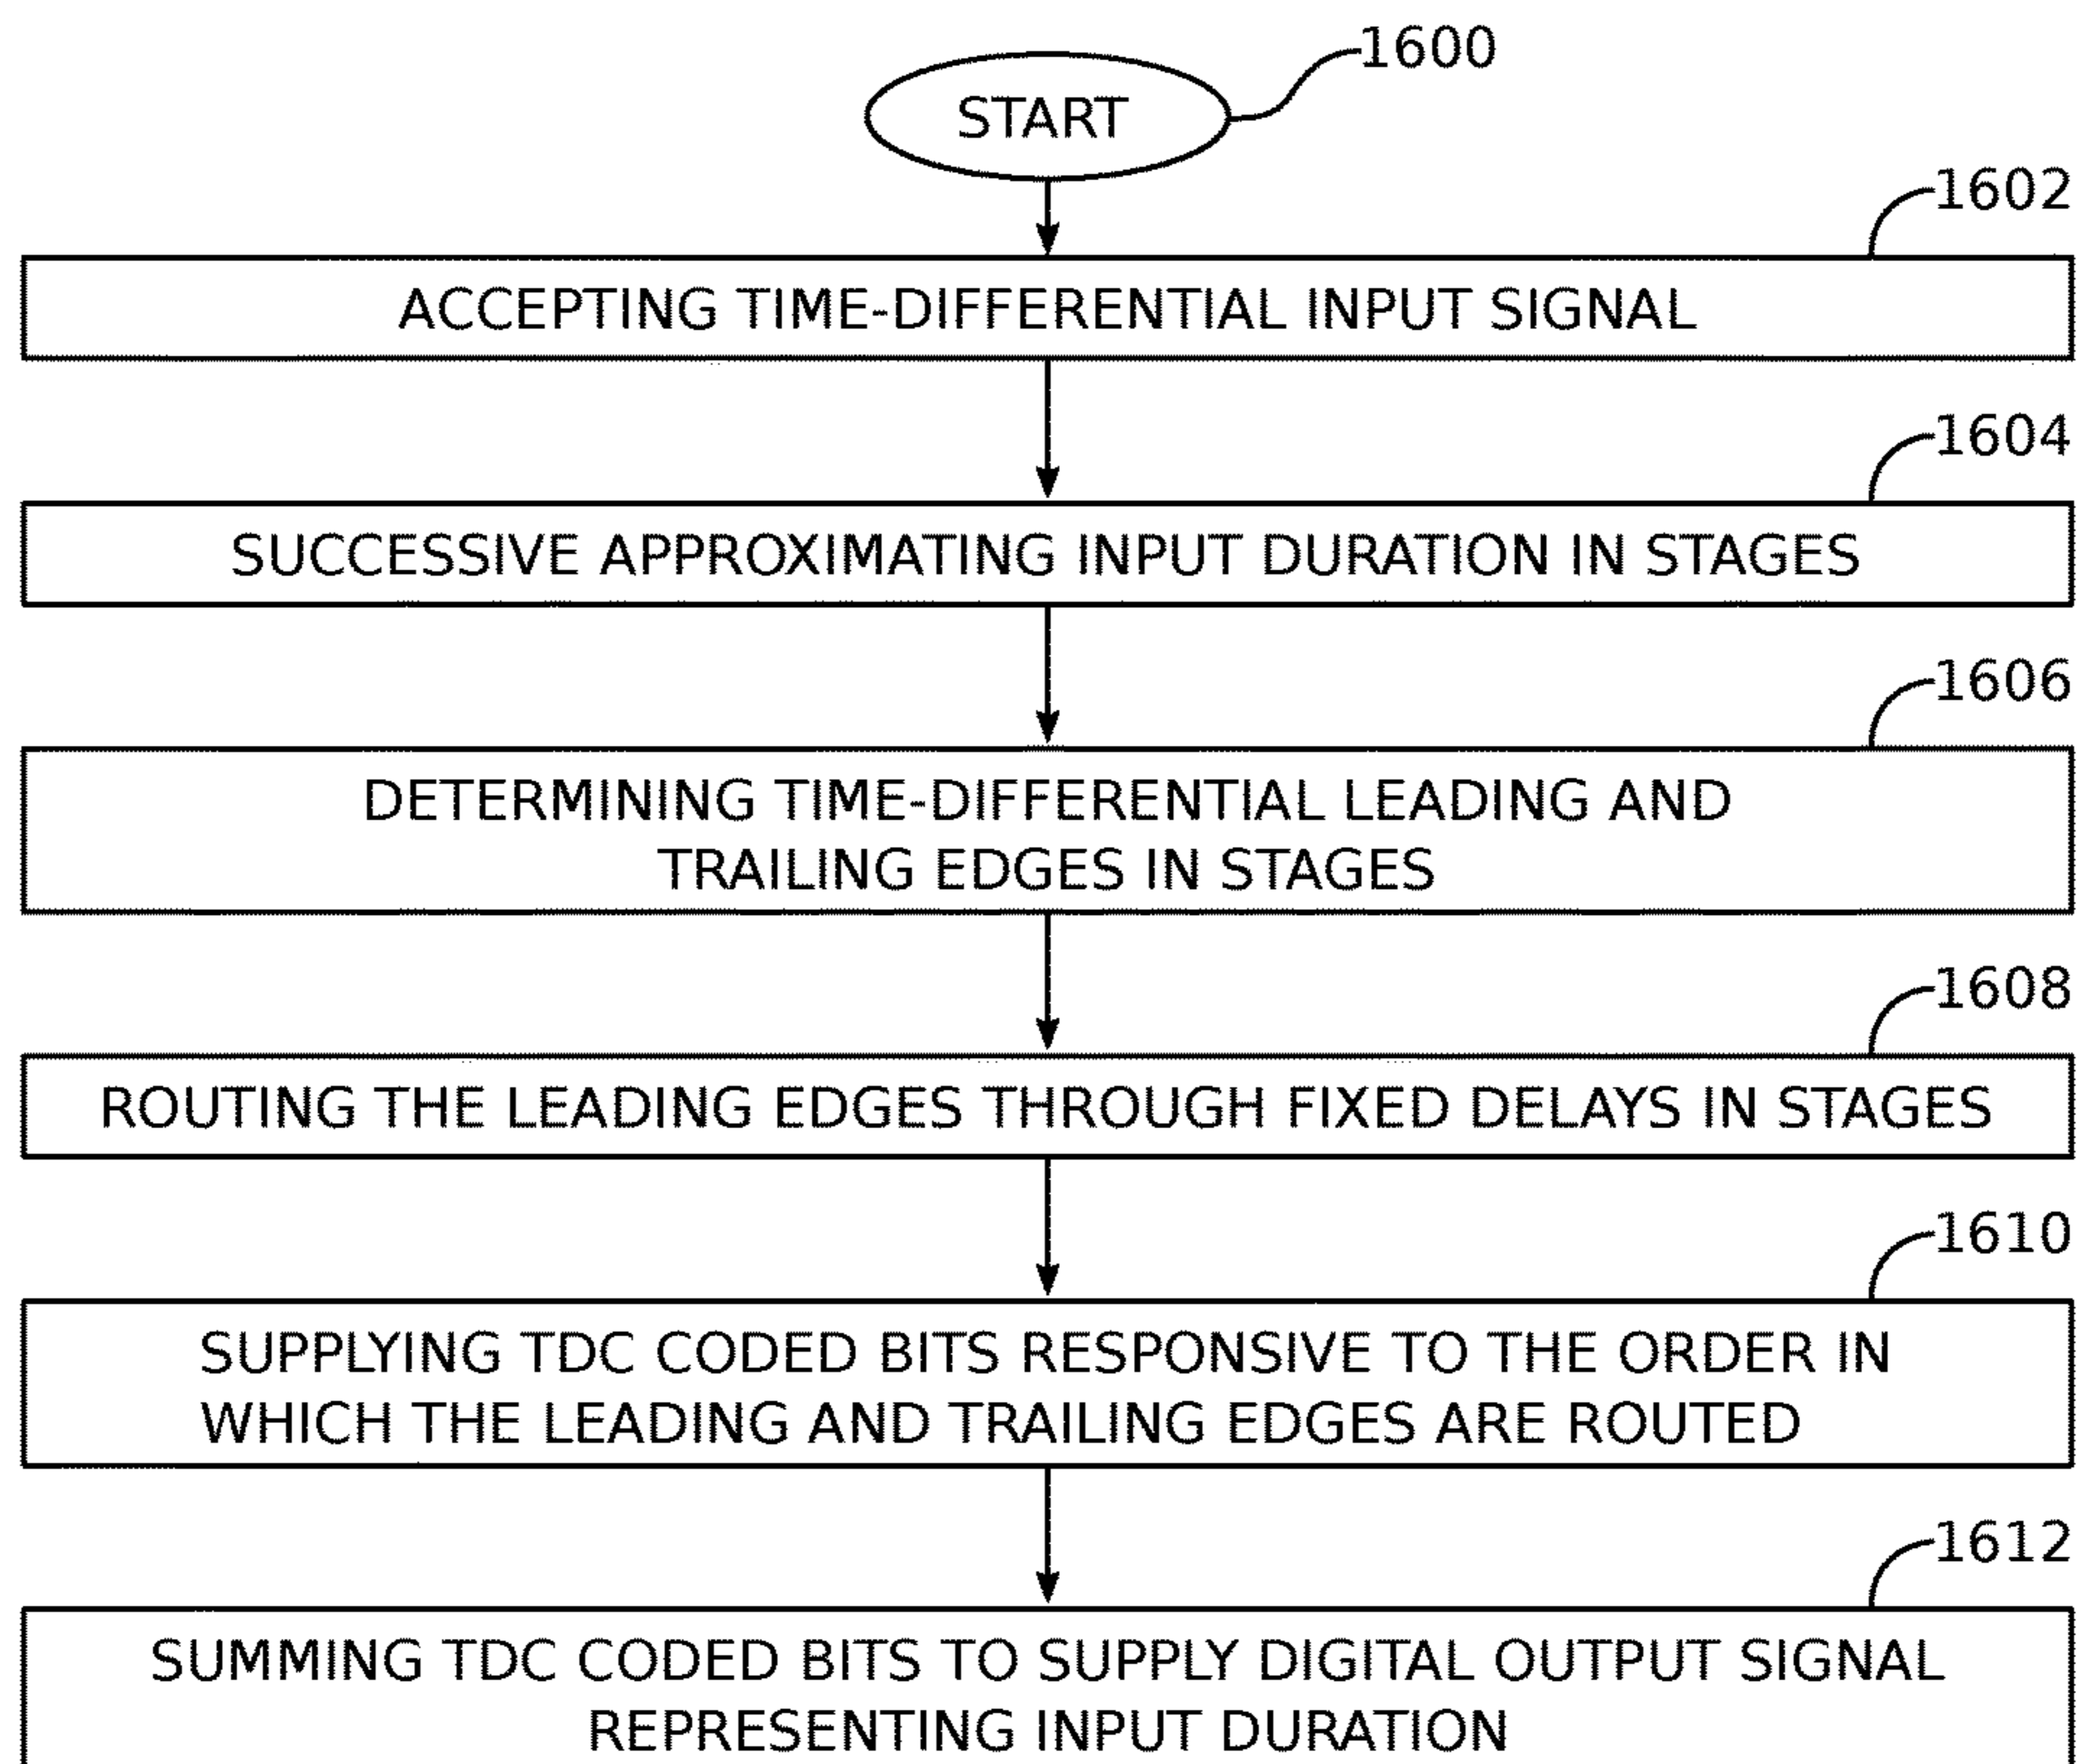 1600
START
1602
ACCEPTING TIME-DIFFERENTIAL INPUT SIGNAL
1604
SUCCESSIVE APPROXIMATING INPUT DURATION IN STAGES
1606
DETERMINING TIME-DIFFERENTIAL LEADING AND
TRAILING EDGES IN STAGES
1608
ROUTING THE LEADING EDGES THROUGH FIXED DELAYS IN STAGES
1610
SUPPLYING TDC CODED BITS RESPONSIVE TO THE ORDER IN
WHICH THE LEADING AND TRAILING EDGES ARE ROUTED
1612
SUMMING TDC CODED BITS TO SUPPLY DIGITAL OUTPUT SIGNAL
REPRESENTING INPUT DURATION